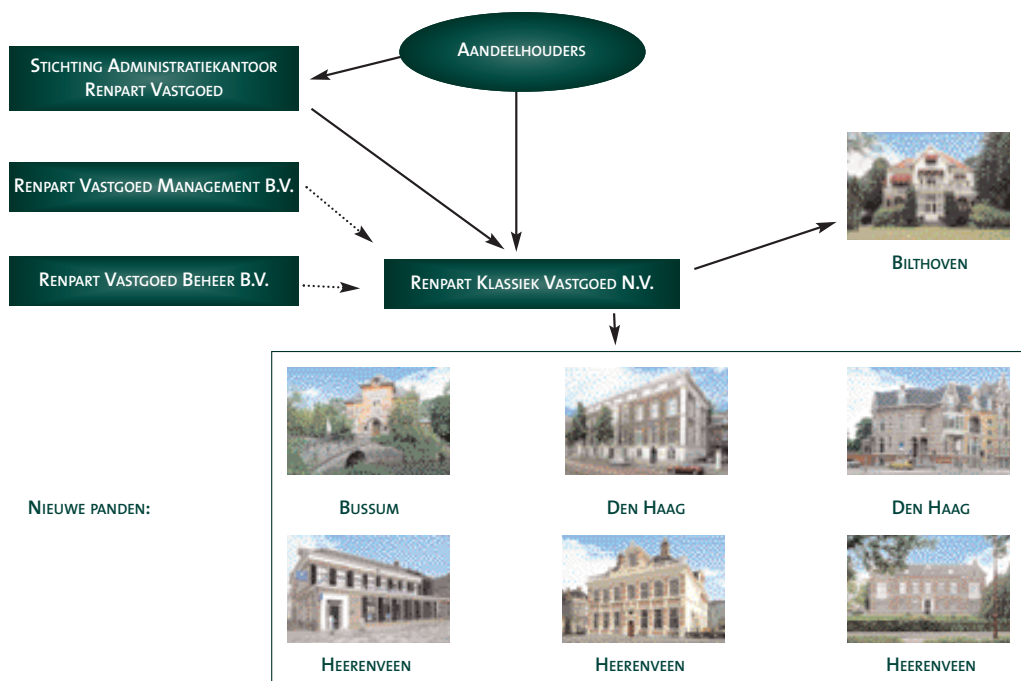 AANDEELHOUDERS
STICHTING ADMINISTRATIEKANTOOR
RENPART VASTGOED
RENPART VASTGOED MANAGEMENT B.V.
BILTHOVEN
RENPART VASTGOED BEHEER B.V.
RENPART KLASSIEK VASTGOED N.V.
NIEUWE PANDEN:
BUSSUM
DEN HAAG
DEN HAAG
HEERENVEEN
HEERENVEEN
HEERENVEEN